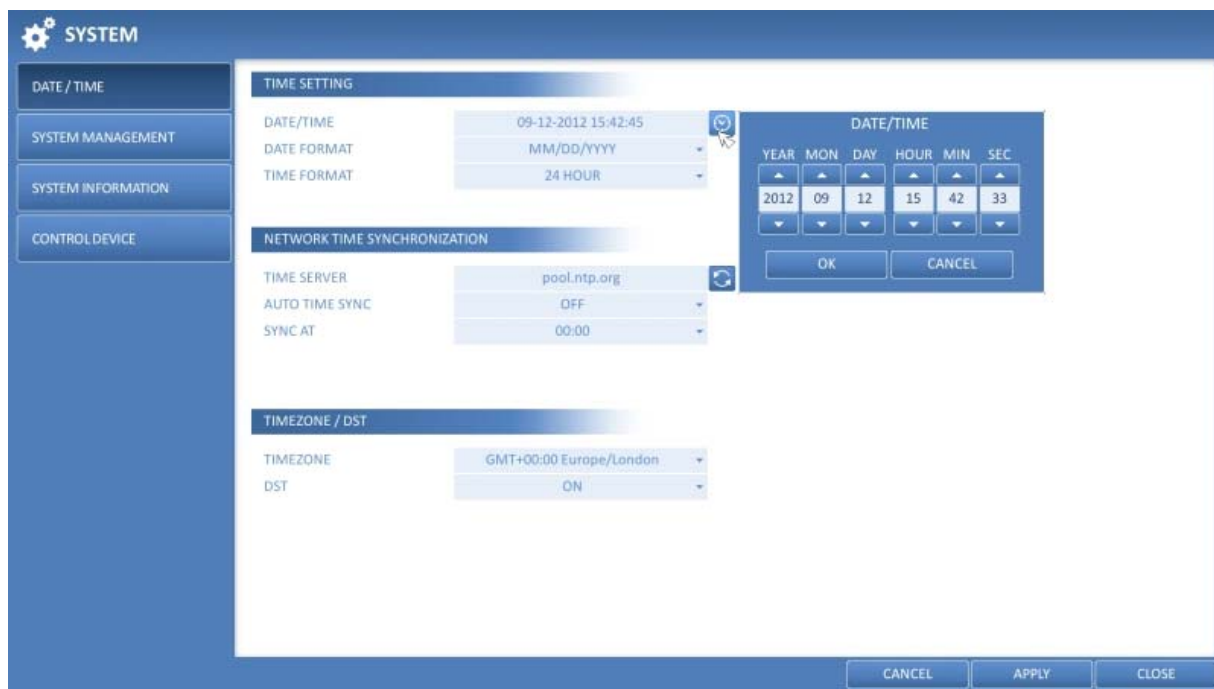 SYSTEM
DATE / TIME
SYSTEM MANAGEMENT
SYSTEM INFORMATION
CONTROL DEVICE
TIME SETTING
DATE/TIME 09-12-2012 15:42:45
DATE FORMAT MM/DD/YYYY
TIME FORMAT 24 HOUR
NETWORK TIME SYNCHRONIZATION
TIME SERVER pool.ntp.org
AUTO TIME SYNC OFF
SYNC AT 00:00
TIMEZONE / DST
TIMEZONE GMT+00:00 Europe/London
DST ON
DATE/TIME
YEAR MON DAY HOUR MIN SEC
2012 09 12 15 42 33
OK CANCEL
CANCEL APPLY CLOSE